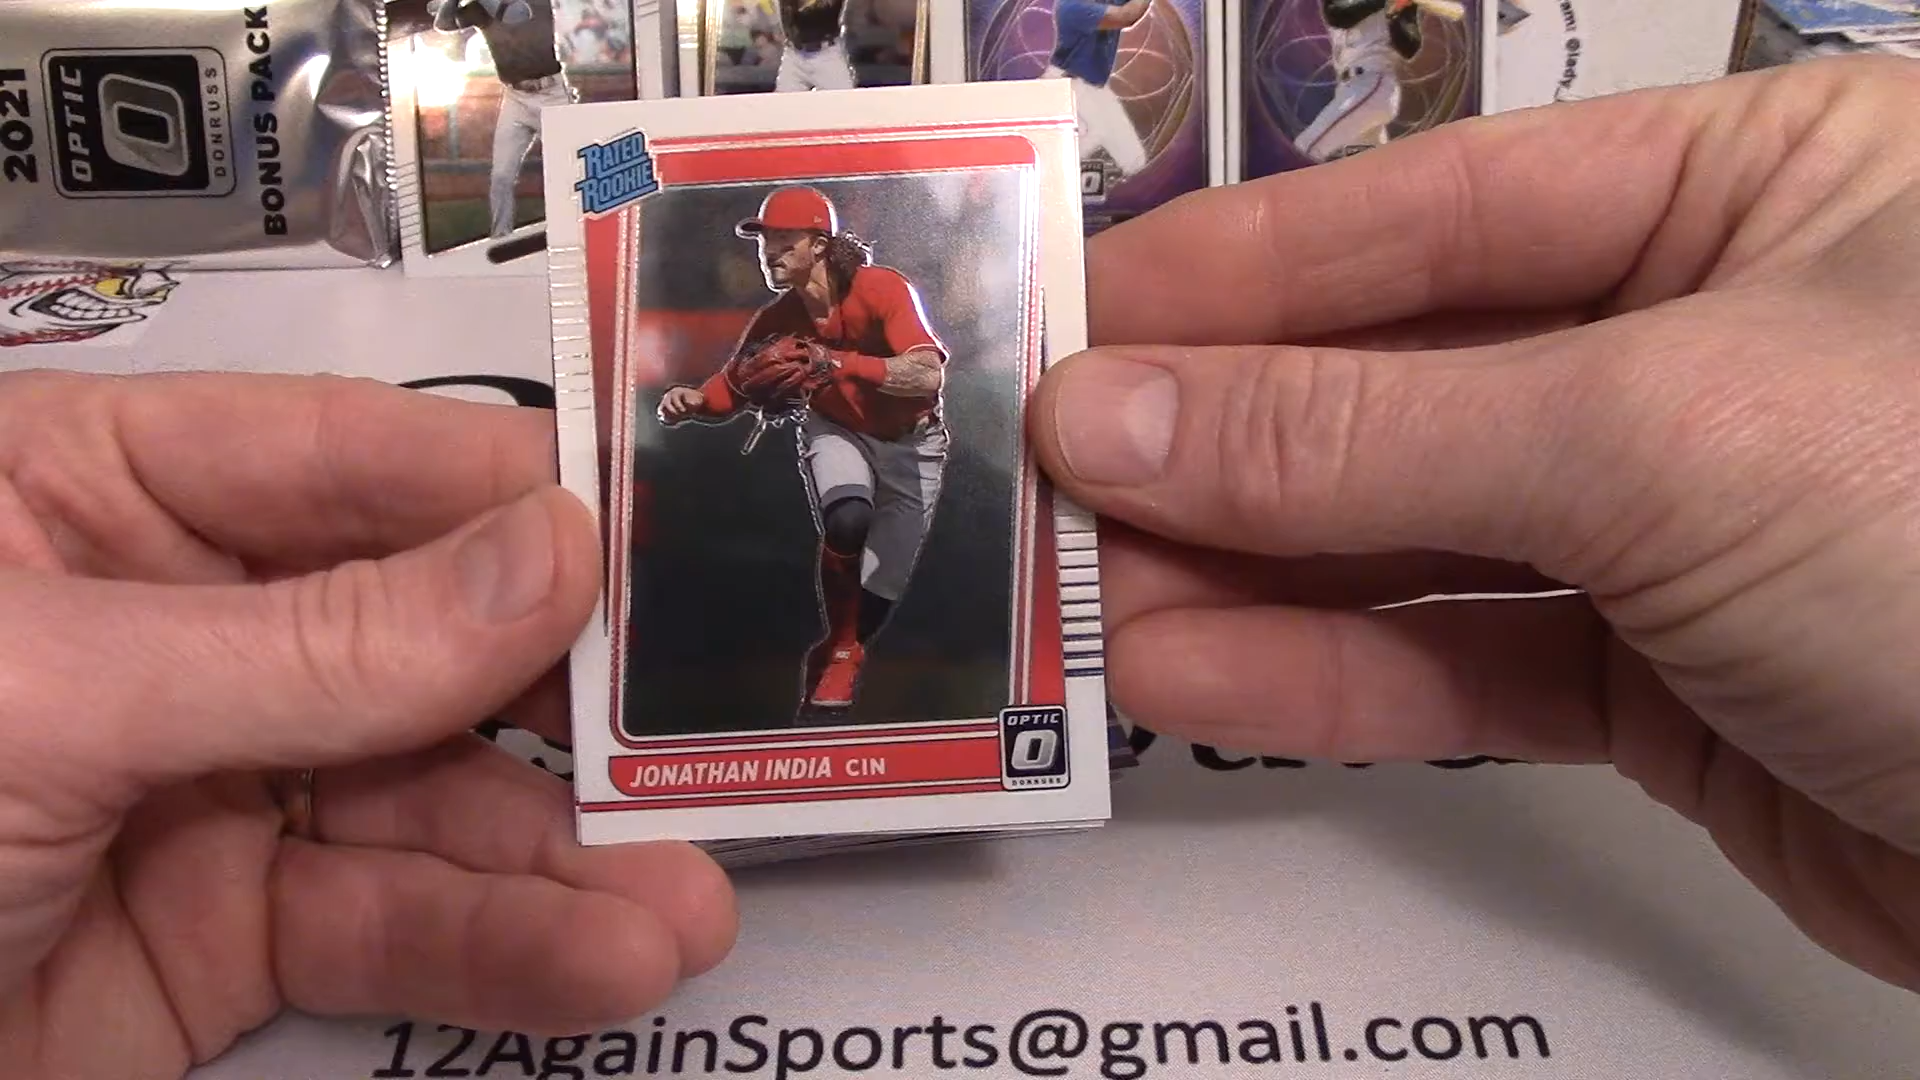 2021
OPTIC
DONRUSS
BONUS PACK
RATED
ROOKIE
JONATHAN INDIA CIN
OPTIC
DONRUSS
12AgainSports@gmail.com